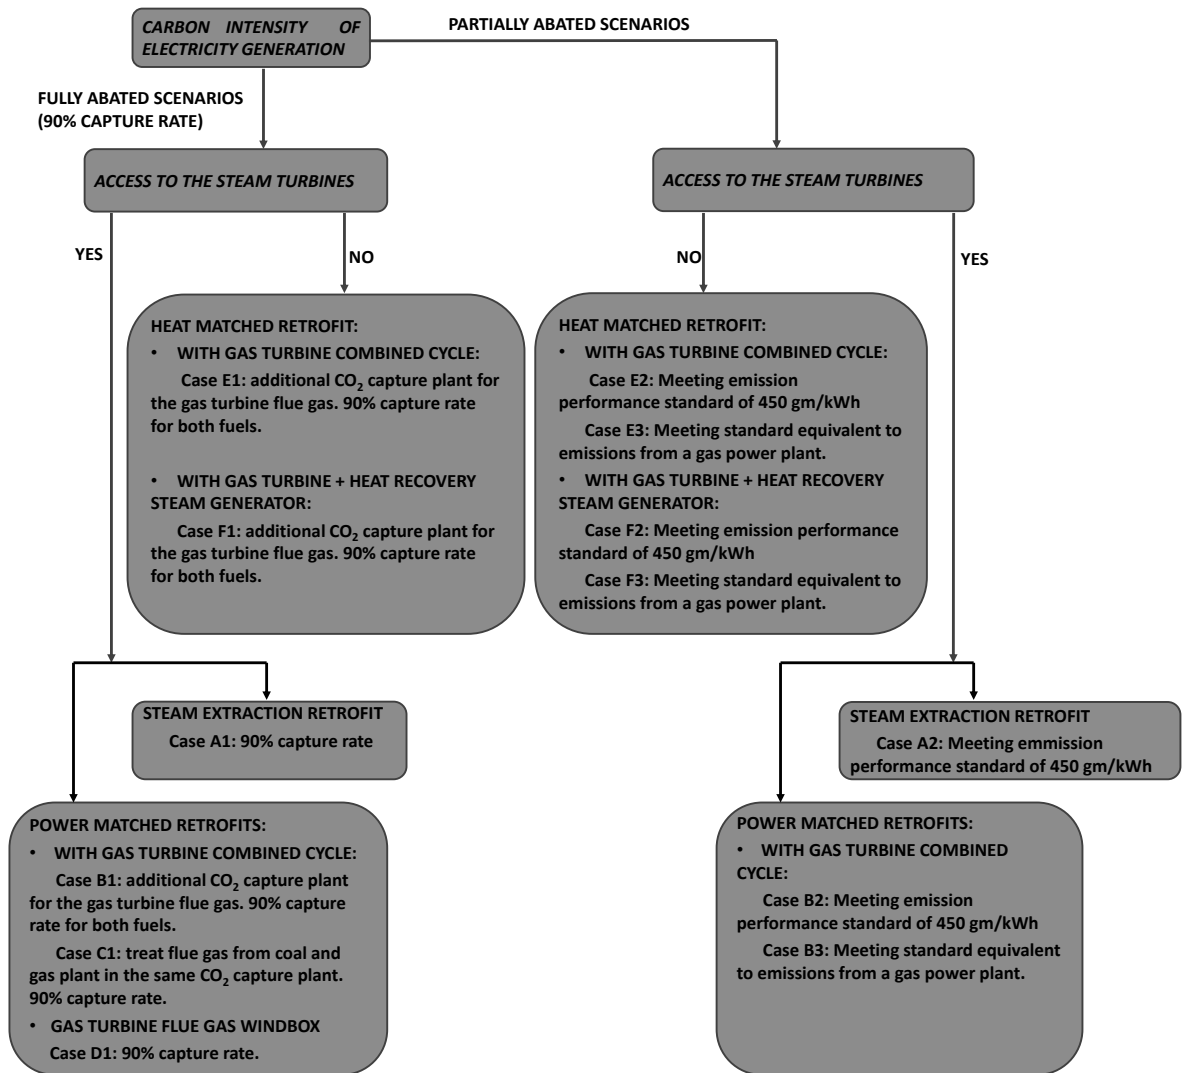 CARBON INTENSITY OF
ELECTRICITY GENERATION
PARTIALLY ABATED SCENARIOS
FULLY ABATED SCENARIOS
(90% CAPTURE RATE)
ACCESS TO THE STEAM TURBINES
ACCESS TO THE STEAM TURBINES
YES
NO
NO
YES
HEAT MATCHED RETROFIT:
• WITH GAS TURBINE COMBINED CYCLE:
Case E1: additional CO₂ capture plant for
the gas turbine flue gas. 90% capture rate
for both fuels.
• WITH GAS TURBINE + HEAT RECOVERY
STEAM GENERATOR:
Case F1: additional CO₂ capture plant for
the gas turbine flue gas. 90% capture rate
for both fuels.
HEAT MATCHED RETROFIT:
• WITH GAS TURBINE COMBINED CYCLE:
Case E2: Meeting emission
performance standard of 450 gm/kWh
Case E3: Meeting standard equivalent to
emissions from a gas power plant.
• WITH GAS TURBINE + HEAT RECOVERY
STEAM GENERATOR:
Case F2: Meeting emission performance
standard of 450 gm/kWh
Case F3: Meeting standard equivalent to
emissions from a gas power plant.
STEAM EXTRACTION RETROFIT
Case A1: 90% capture rate
STEAM EXTRACTION RETROFIT
Case A2: Meeting emmission
performance standard of 450 gm/kWh
POWER MATCHED RETROFITS:
• WITH GAS TURBINE COMBINED CYCLE:
Case B1: additional CO₂ capture plant
for the gas turbine flue gas. 90% capture
rate for both fuels.
Case C1: treat flue gas from coal and
gas plant in the same CO₂ capture plant.
90% capture rate.
• GAS TURBINE FLUE GAS WINDBOX
Case D1: 90% capture rate.
POWER MATCHED RETROFITS:
• WITH GAS TURBINE COMBINED
CYCLE:
Case B2: Meeting emission
performance standard of 450 gm/kWh
Case B3: Meeting standard equivalent
to emissions from a gas power plant.